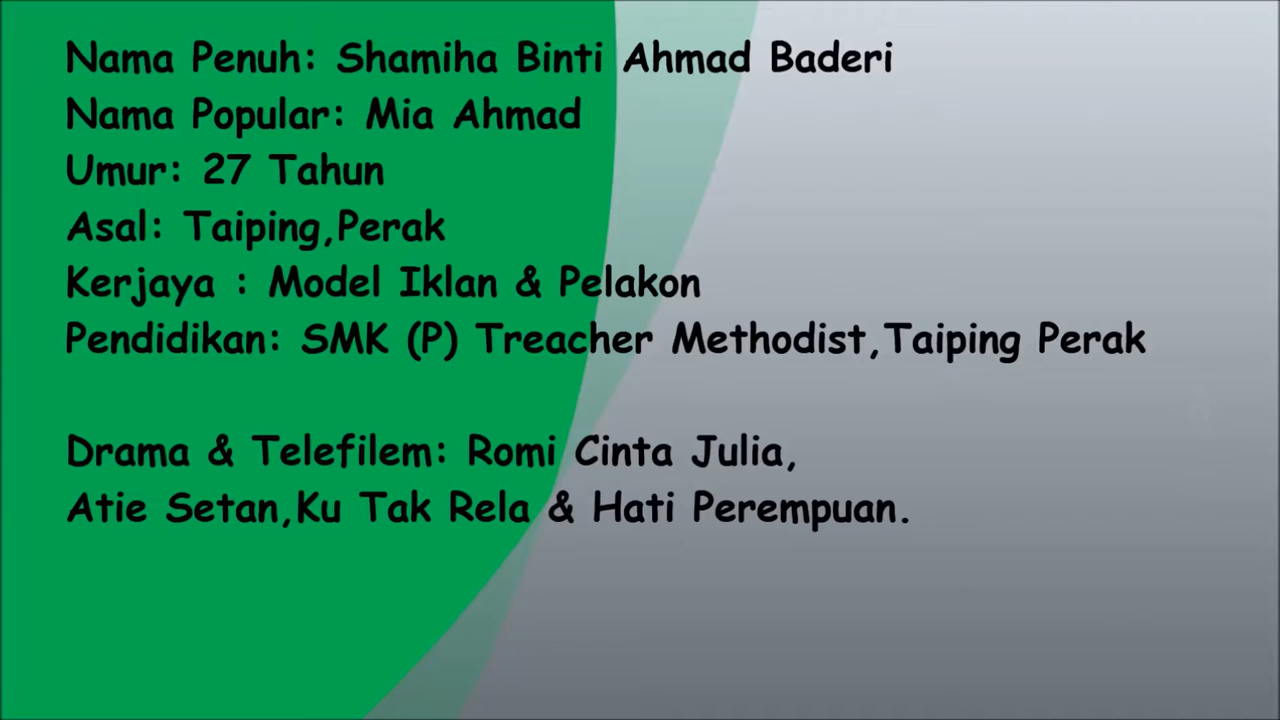 Nama Penuh: Shamiha Binti Ahmad Baderi
Nama Popular: Mia Ahmad
Umur: 27 Tahun
Asal: Taiping,Perak
Kerjaya : Model Iklan & Pelakon
Pendidikan: SMK (P) Treacher Methodist,Taiping Perak
Drama & Telefilem: Romi Cinta Julia,
Atie Setan,Ku Tak Rela & Hati Perempuan.